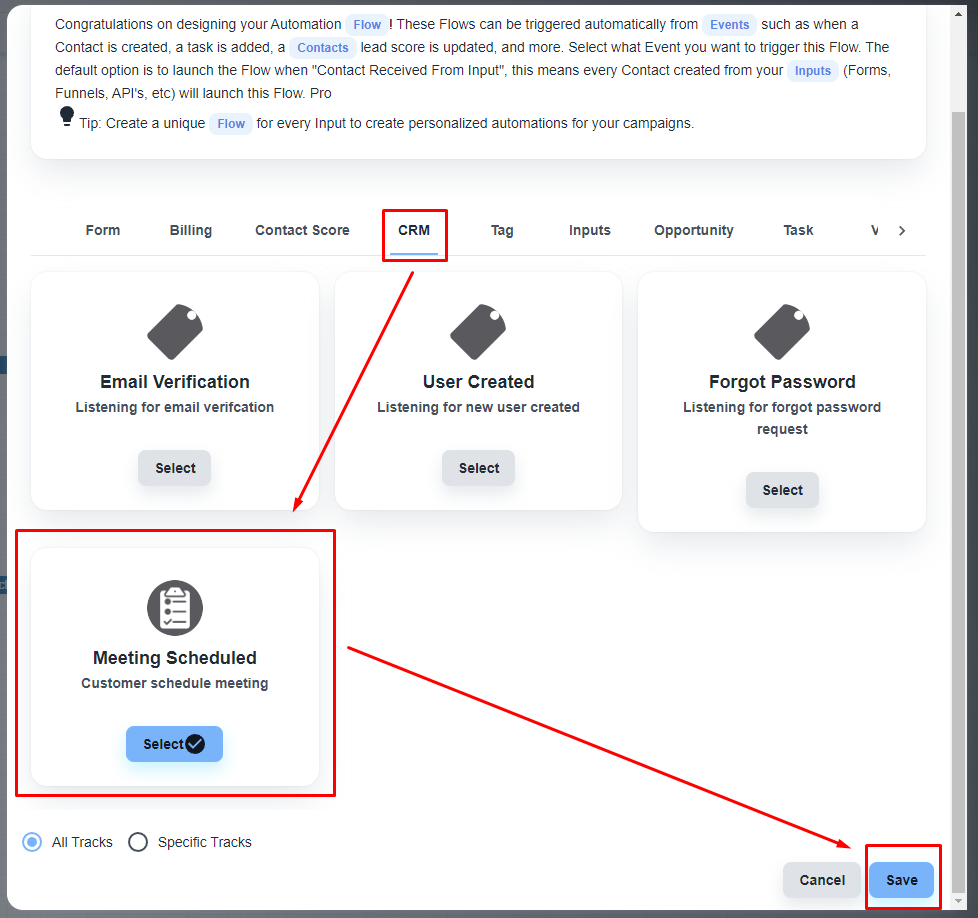 Congratulations on designing your Automation Flow ! These Flows can be triggered automatically from Events such as when a
Contact is created, a task is added, a Contacts lead score is updated, and more. Select what Event you want to trigger this Flow. The
default option is to launch the Flow when "Contact Received From Input", this means every Contact created from your Inputs (Forms,
Funnels, API's, etc) will launch this Flow. Pro
Tip: Create a unique Flow for every Input to create personalized automations for your campaigns.
Form Billing Contact Score CRM Tag Inputs Opportunity Task
Email Verification User Created Forgot Password
Listening for email verifcation Listening for new user created Listening for forgot password
request
Select Select
Select
Meeting Scheduled
Customer schedule meeting
Select
All Tracks Specific Tracks
Cancel Save